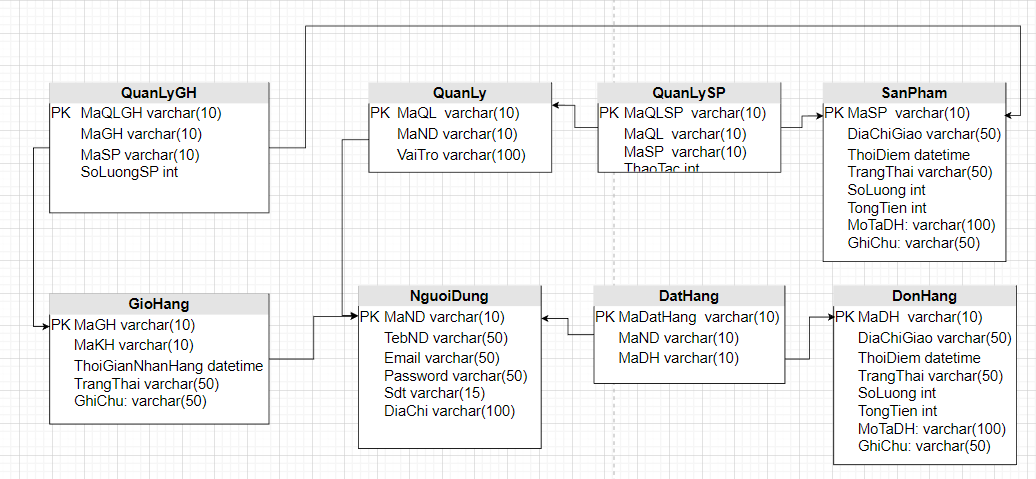 QuanLyGH
PK MaQLGH varchar(10)
MaGH varchar(10)
MaSP varchar(10)
SoLuongSP int
QuanLy
PK MaQL varchar(10)
MaND varchar(10)
VaiTro varchar(100)
QuanLySP
PK MaQLSP varchar(10)
MaQL varchar(10)
MaSP varchar(10)
ThaoTac int
SanPham
PK MaSP varchar(10)
DiaChiGiao varchar(50)
ThoiDiem datetime
TrangThai varchar(50)
SoLuong int
TongTien int
MoTaDH: varchar(100)
GhiChu: varchar(50)
GioHang
PK MaGH varchar(10)
MaKH varchar(10)
ThoiGianNhanHang datetime
TrangThai varchar(50)
GhiChu: varchar(50)
NguoiDung
PK MaND varchar(10)
TebND varchar(50)
Email varchar(50)
Password varchar(50)
Sdt varchar(15)
DiaChi varchar(100)
DatHang
PK MaDatHang varchar(10)
MaND varchar(10)
MaDH varchar(10)
DonHang
PK MaDH varchar(10)
DiaChiGiao varchar(50)
ThoiDiem datetime
TrangThai varchar(50)
SoLuong int
TongTien int
MoTaDH: varchar(100)
GhiChu: varchar(50)